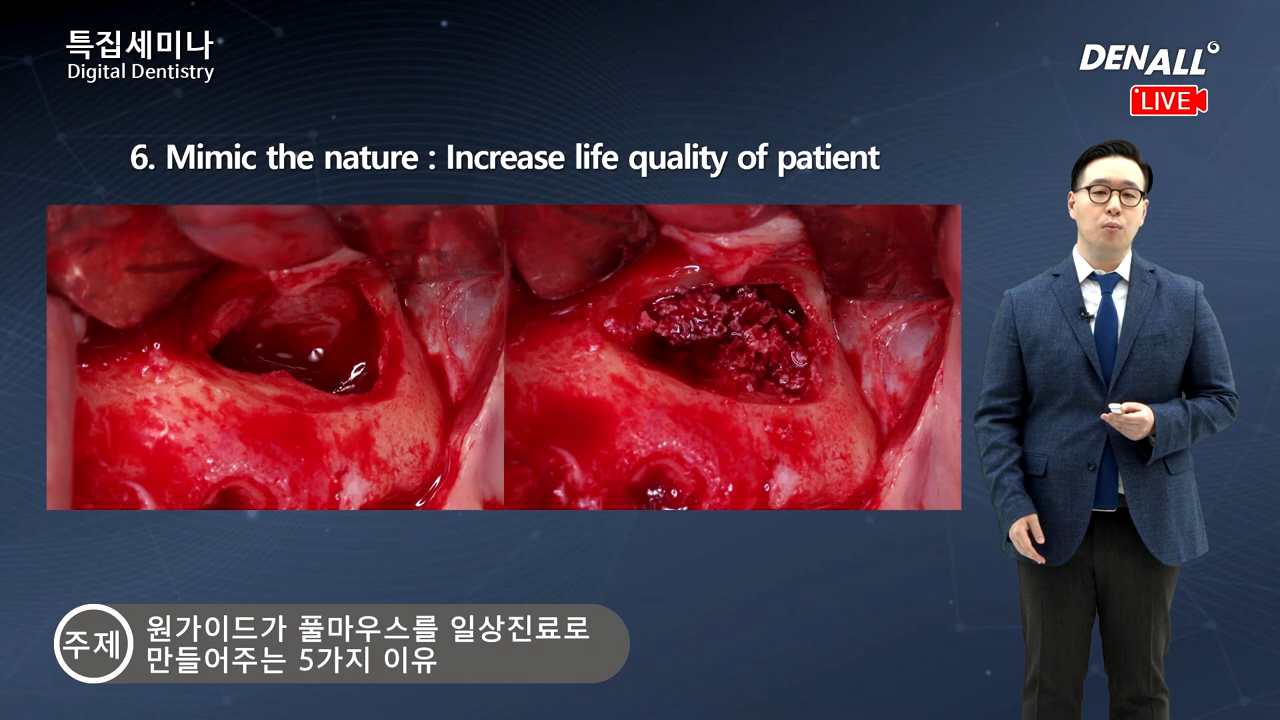 특집세미나
Digital Dentistry
DENALL
LIVE
6. Mimic the nature : Increase life quality of patient
주제
원가이드가 풀마우스를 일상진료로
만들어주는 5가지 이유